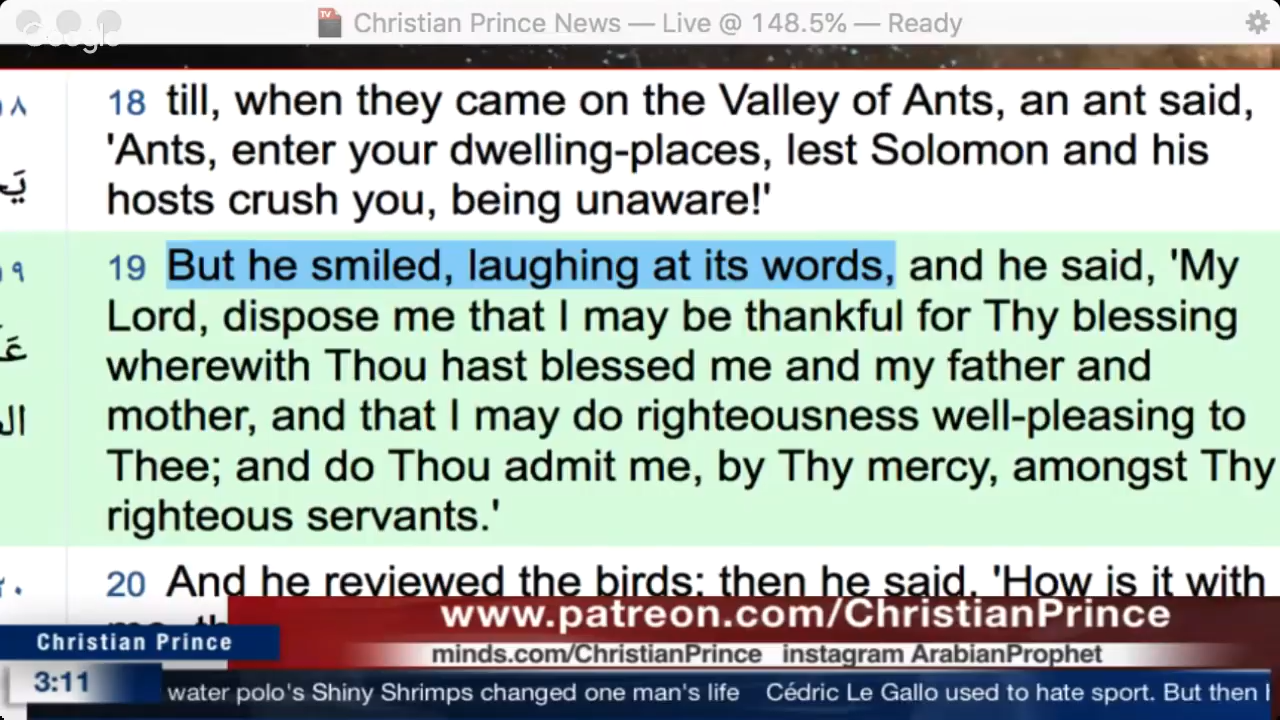 Christian Prince News — Live @ 148.5% — Ready
Google
18 till, when they came on the Valley of Ants, an ant said,
'Ants, enter your dwelling-places, lest Solomon and his
hosts crush you, being unaware!'
١٩
19 But he smiled, laughing at its words, and he said, 'My
Lord, dispose me that I may be thankful for Thy blessing
wherewith Thou hast blessed me and my father and
mother, and that I may do righteousness well-pleasing to
Thee; and do Thou admit me, by Thy mercy, amongst Thy
righteous servants.'
20 And he reviewed the birds; then he said, 'How is it with
www.patreon.com/ChristianPrince
Christian Prince
minds.com/ChristianPrince instagram ArabianProphet
3:11
water polo's Shiny Shrimps changed one man's life Cédric Le Gallo used to hate sport. But then